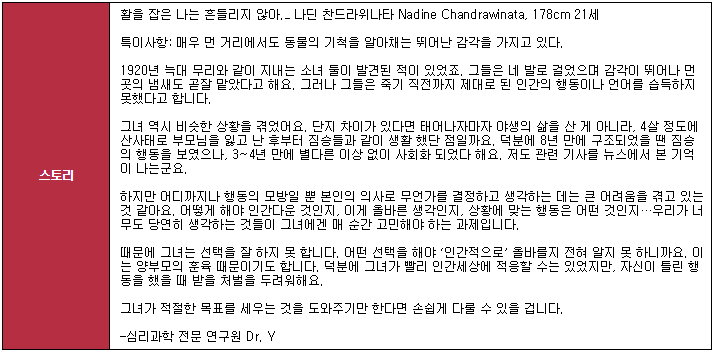 활을 잡은 나는 흔들리지 않아._ 나딘 찬드라위나타 Nadine Chandrawinata, 178cm 21세
특이사항: 매우 먼 거리에서도 동물의 기척을 알아채는 뛰어난 감각을 가지고 있다.
1920년 늑대 무리와 같이 지내는 소녀 둘이 발견된 적이 있었죠. 그들은 네 발로 걸었으며 감각이 뛰어나 먼
곳의 냄새도 곧잘 맡았다고 해요. 그러나 그들은 죽기 직전까지 제대로 된 인간의 행동이나 언어를 습득하지
못했다고 합니다.
그녀 역시 비슷한 상황을 겪었어요. 단지 차이가 있다면 태어나자마자 야생의 삶을 산 게 아니라, 4살 정도에
산사태로 부모님을 잃고 난 후부터 짐승들과 같이 생활 했단 점일까요. 덕분에 8년 만에 구조되었을 땐 짐승
의 행동을 보였으나, 3~4년 만에 별다른 이상 없이 사회화 되었다 해요. 저도 관련 기사를 뉴스에서 본 기억
이 나는군요.
스토리
하지만 어디까지나 행동의 모방일 뿐 본인의 의사로 무언가를 결정하고 생각하는 데는 큰 어려움을 겪고 있는
것 같아요. 어떻게 해야 인간다운 것인지, 이게 올바른 생각인지, 상황에 맞는 행동은 어떤 것인지…우리가 너
무도 당연히 생각하는 것들이 그녀에겐 매 순간 고민해야 하는 과제입니다.
때문에 그녀는 선택을 잘 하지 못 합니다. 어떤 선택을 해야 ‘인간적으로’ 올바를지 전혀 알지 못 하니까요. 이
는 양부모의 훈육 때문이기도 합니다. 덕분에 그녀가 빨리 인간세상에 적응할 수는 있었지만, 자신이 틀린 행
동을 했을 때 받을 처벌을 두려워해요.
그녀가 적절한 목표를 세우는 것을 도와주기만 한다면 손쉽게 다룰 수 있을 겁니다.
-심리과학 전문 연구원 Dr. Y